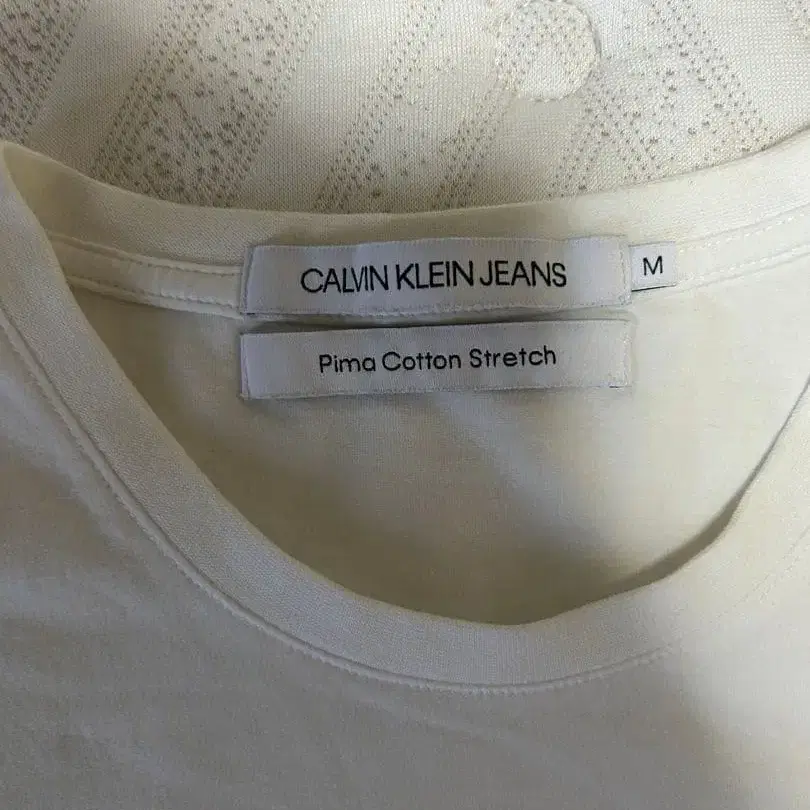 CALVIN KLEIN JEANS
M
Pima Cotton Stretch